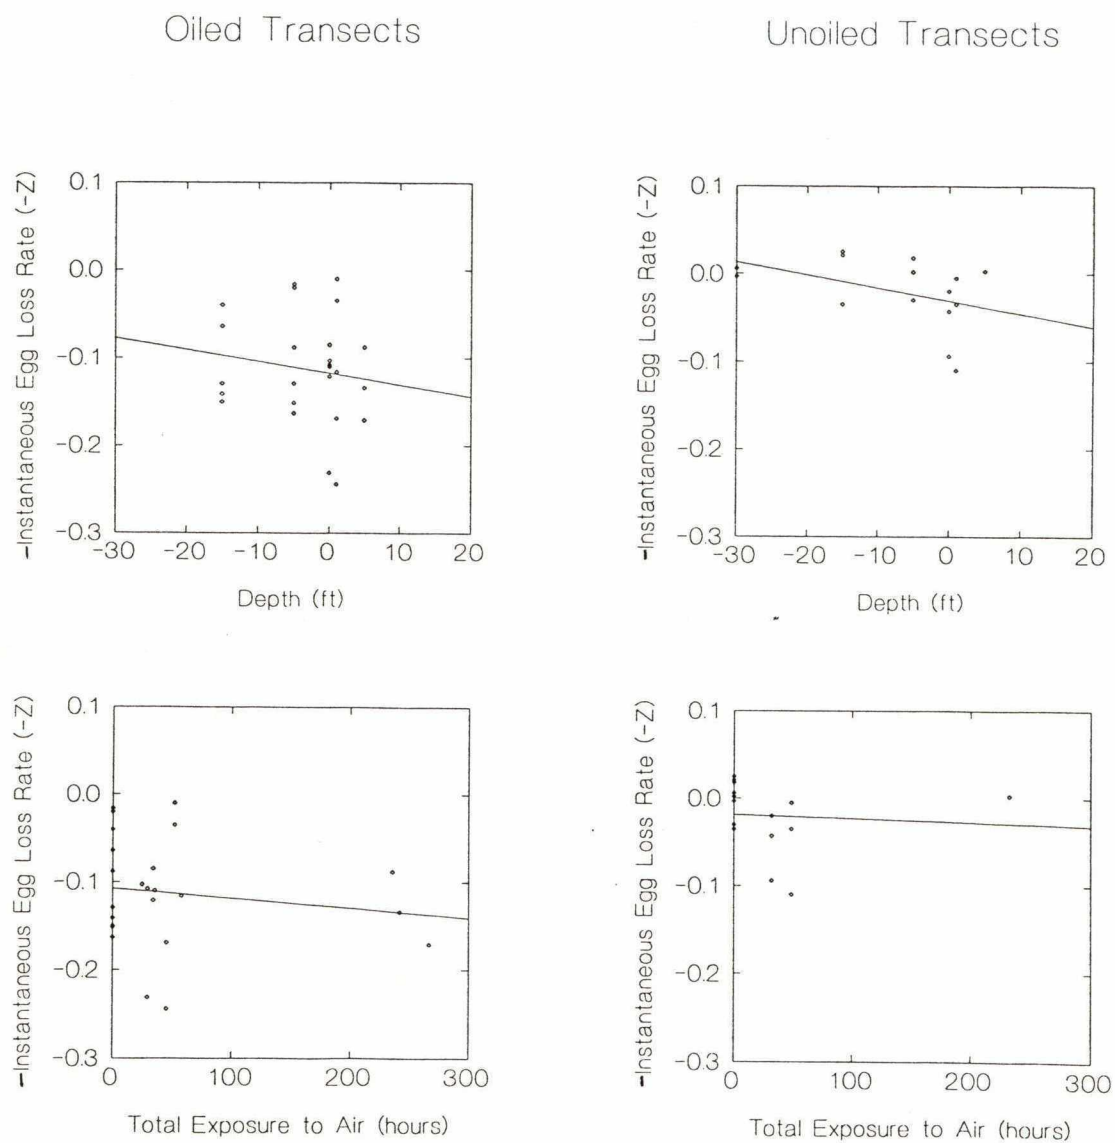 Oiled Transects
Unoiled Transects
-Instantaneous Egg Loss Rate (-Z)
0.1
0.0
-0.1
-0.2
-0.3
-30 -20 -10 0 10 20
Depth (ft)
-Instantaneous Egg Loss Rate (-Z)
0.1
0.0
-0.1
-0.2
-0.3
-30 -20 -10 0 10 20
Depth (ft)
-Instantaneous Egg Loss Rate (-Z)
0.1
0.0
-0.1
-0.2
-0.3
0 100 200 300
Total Exposure to Air (hours)
-Instantaneous Egg Loss Rate (-Z)
0.1
0.0
-0.1
-0.2
-0.3
0 100 200 300
Total Exposure to Air (hours)